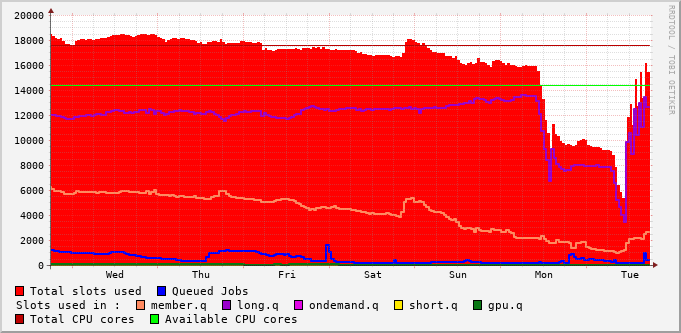 20000
18000
16000
14000
12000
10000
8000
6000
4000
2000
0
Wed Thu Fri Sat Sun Mon Tue
RRDTOOL / TOBI OETIKER
Total slots used Queued Jobs
Slots used in : member.q long.q ondemand.q short.q gpu.q
Total CPU cores Available CPU cores